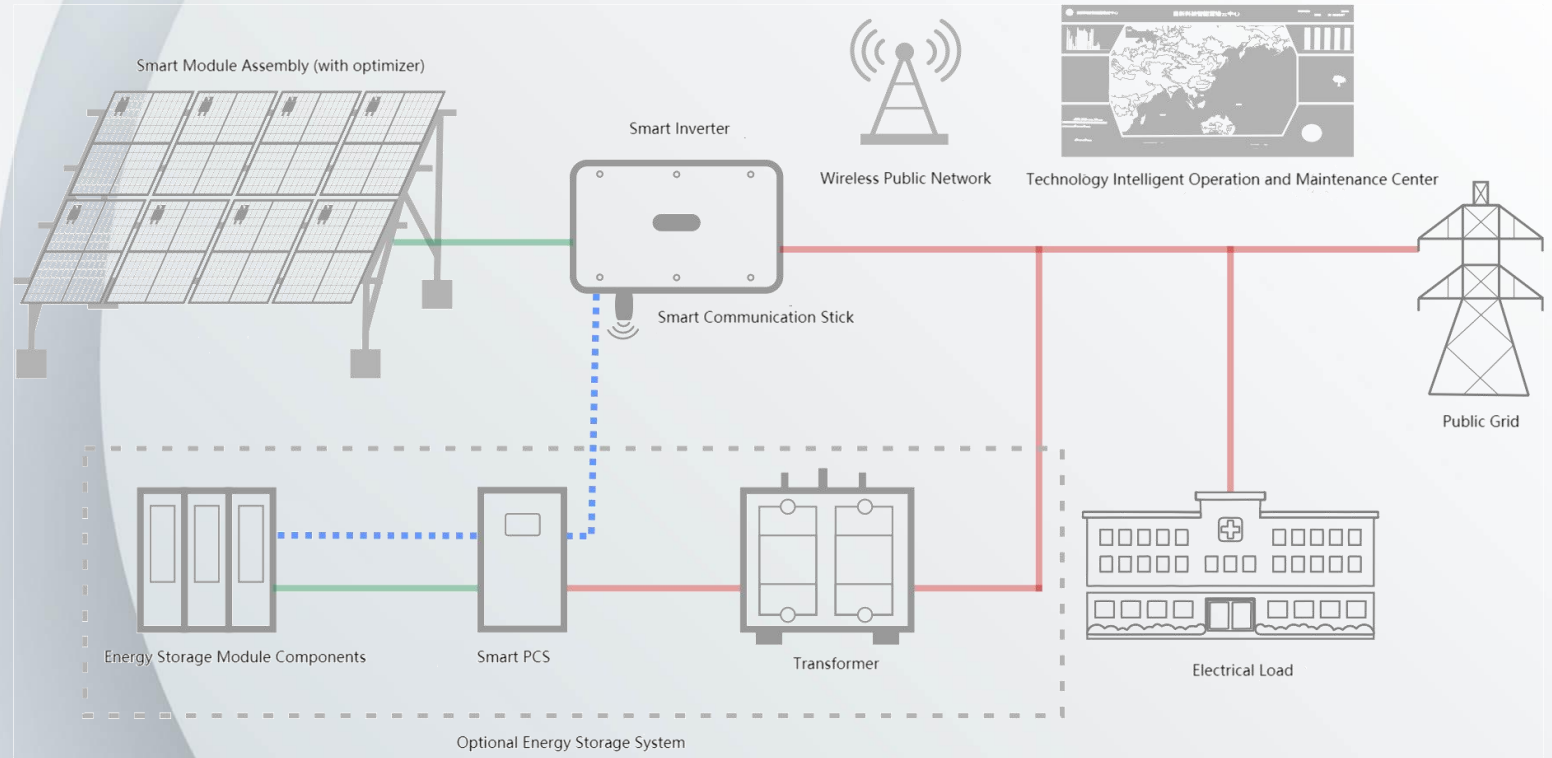 Smart Module Assembly (with optimizer)
Smart Inverter
Wireless Public Network
Technology Intelligent Operation and Maintenance Center
Smart Communication Stick
Public Grid
Energy Storage Module Components
Smart PCS
Transformer
Electrical Load
Optional Energy Storage System